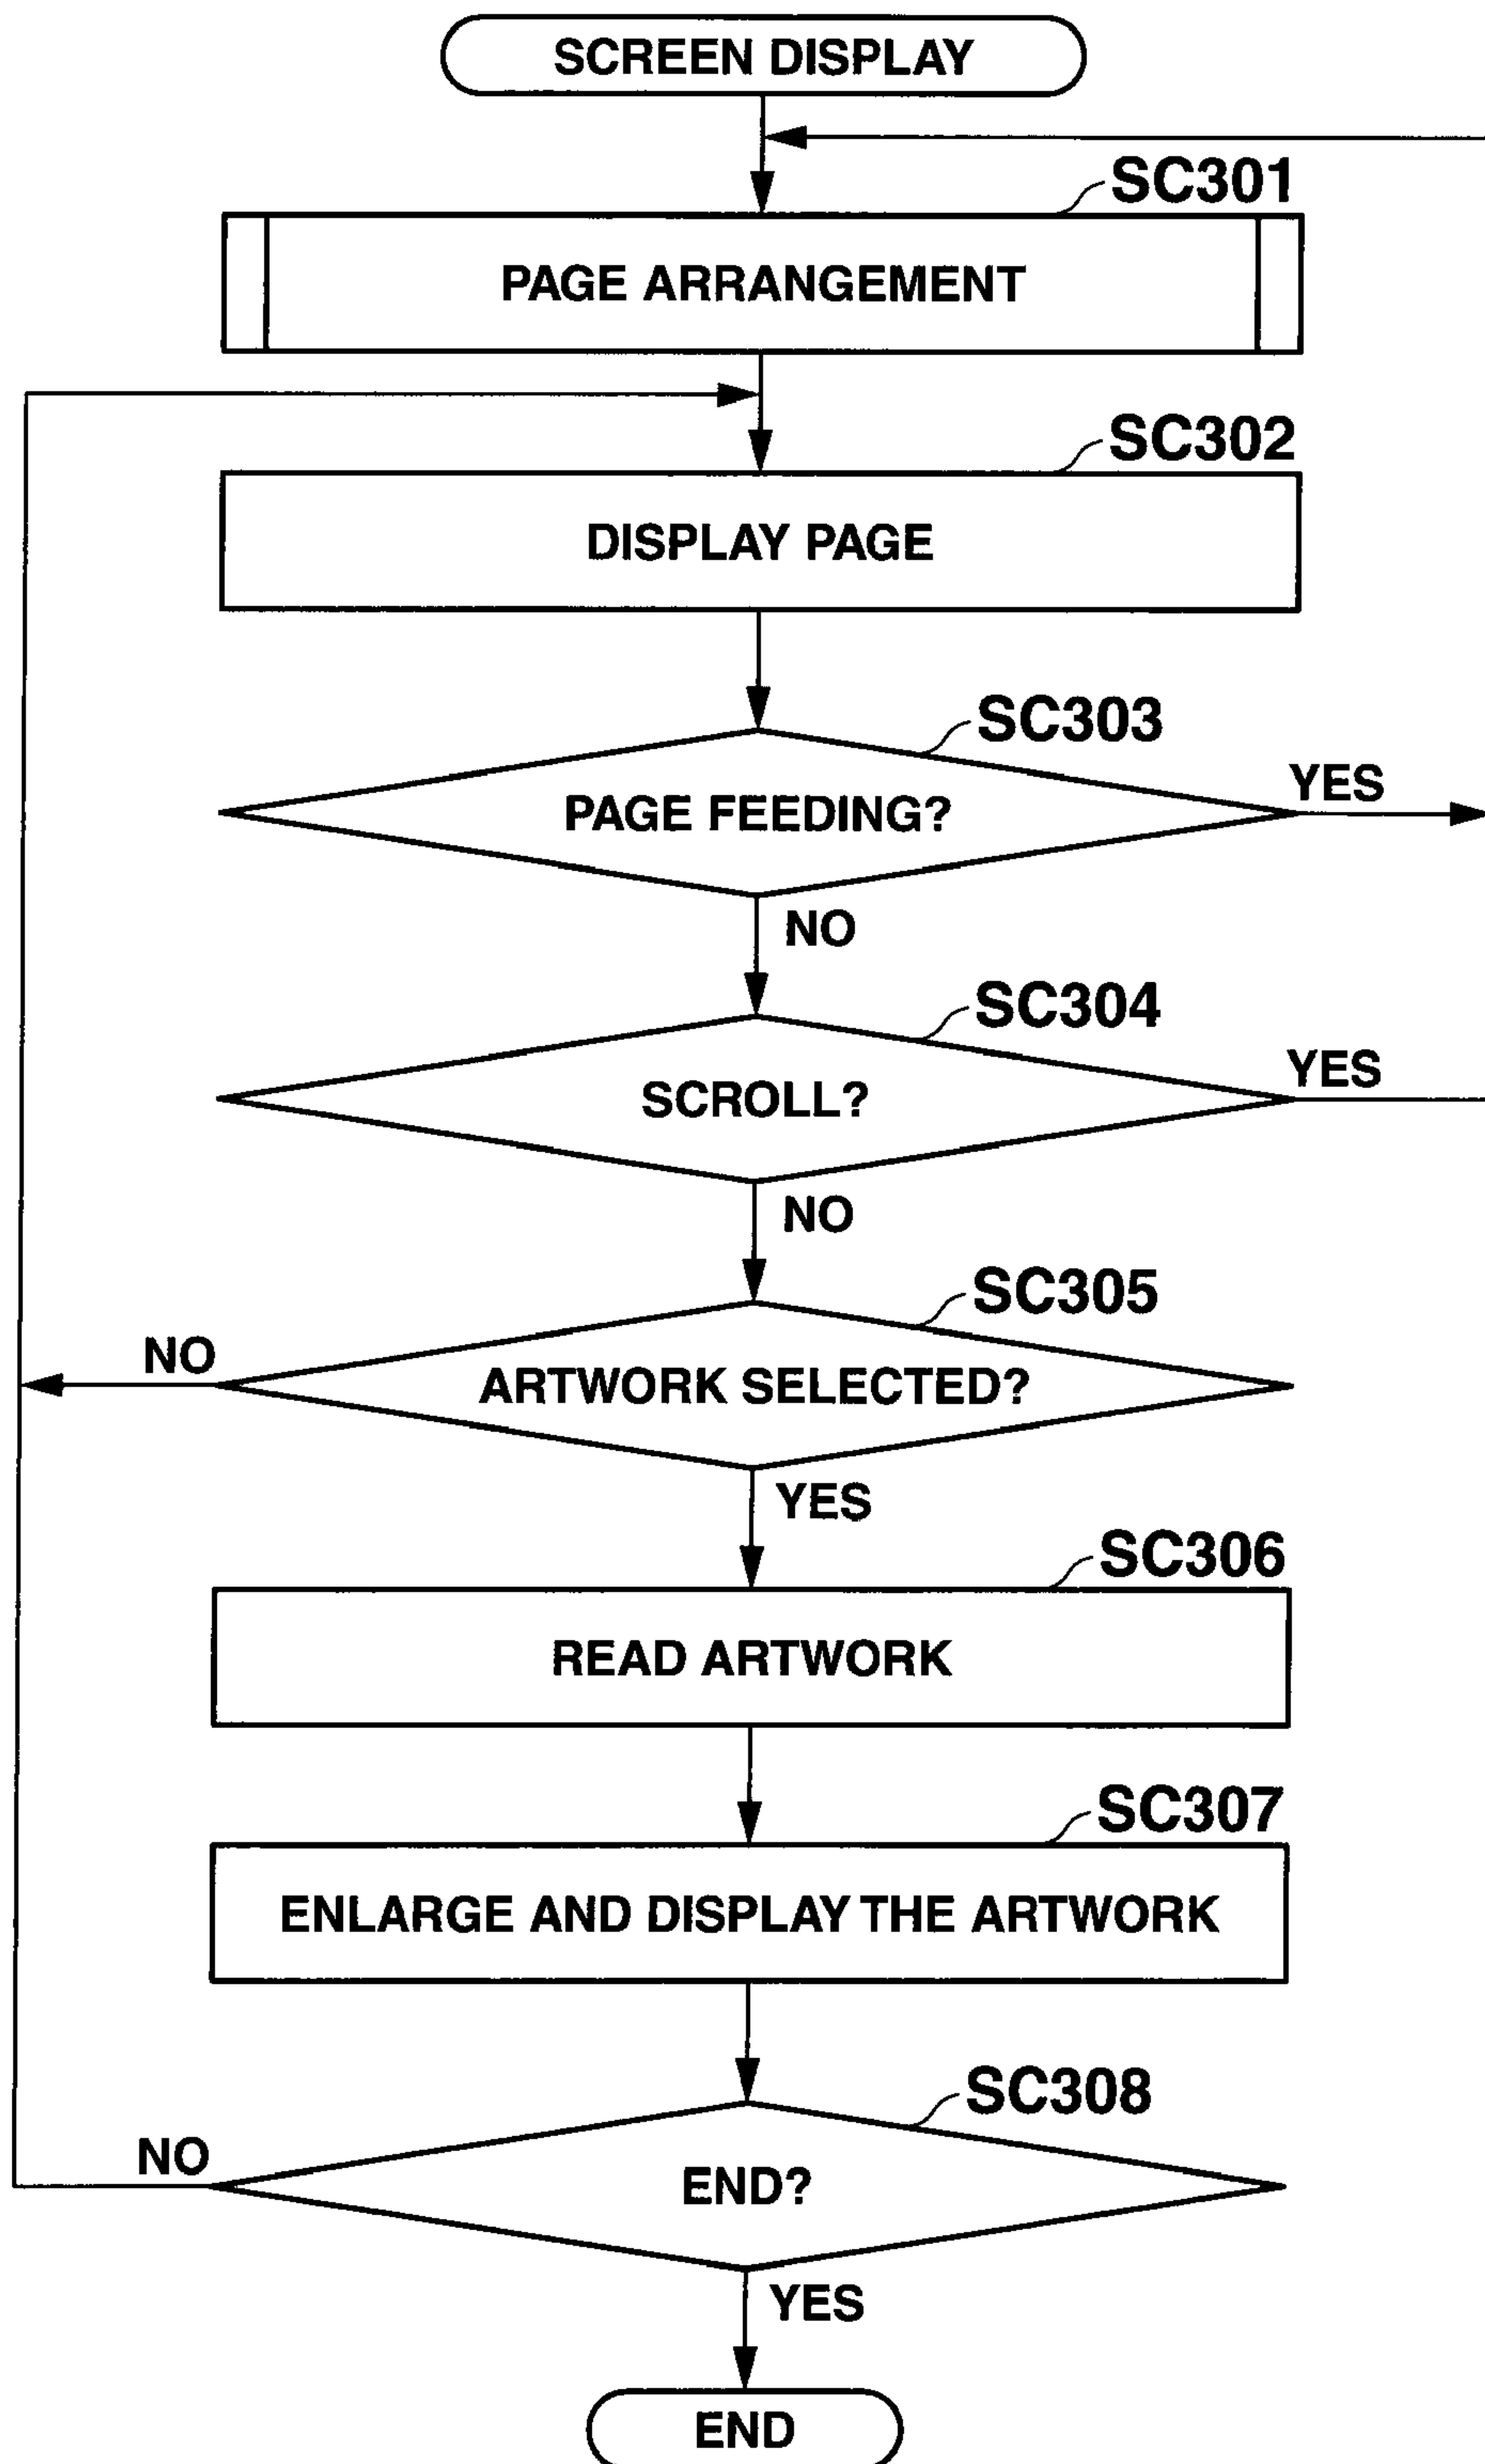 SCREEN DISPLAY
SC301
PAGE ARRANGEMENT
SC302
DISPLAY PAGE
SC303
PAGE FEEDING?
YES
NO
SC304
SCROLL?
YES
NO
SC305
ARTWORK SELECTED?
NO
YES
SC306
READ ARTWORK
SC307
ENLARGE AND DISPLAY THE ARTWORK
SC308
END?
NO
YES
END